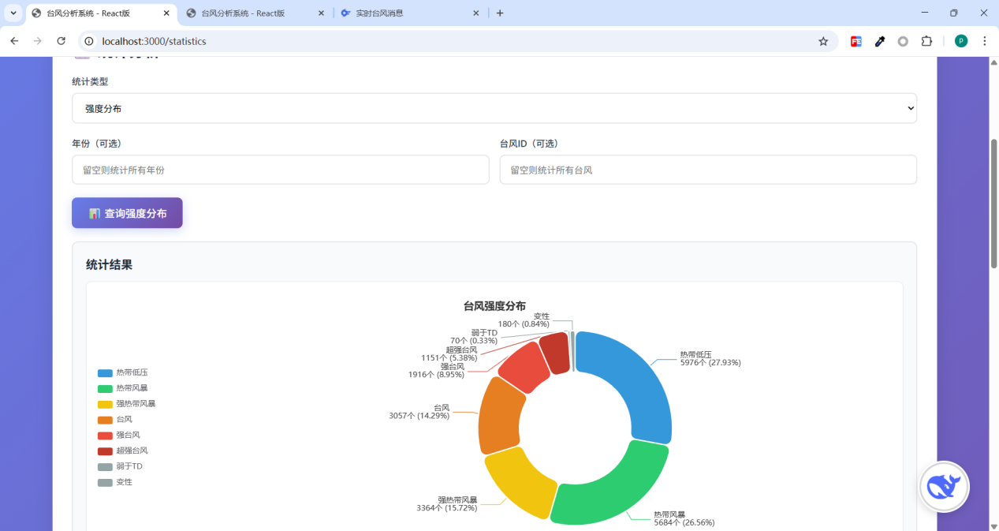 台风分析系统 - React版
台风分析系统 - React版
实时台风消息
localhost:3000/statistics
P
统计分析
统计类型
强度分布
年份（可选）
台风ID（可选）
留空则统计所有年份
留空则统计所有台风
查询强度分布
统计结果
台风强度分布
变性
180个 (0.84%)
弱于TD
70个 (0.33%)
超强台风
1151个 (5.38%)
强台风
1916个 (8.95%)
台风
3057个 (14.29%)
强热带风暴
3364个 (15.72%)
热带低压
5976个 (27.93%)
热带风暴
5684个 (26.56%)
热带低压
热带风暴
强热带风暴
台风
强台风
超强台风
弱于TD
变性